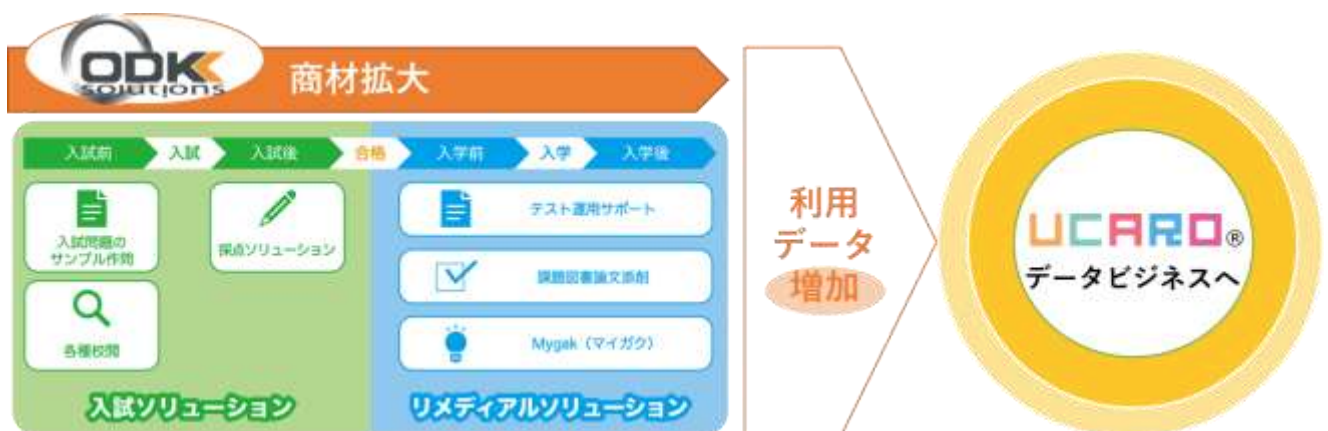 ODK
solutions
商材拡大
入試前
入試
入試後
合格
入学前
入学
入学後
入試問題の
サンプル作問
採点ソリューション
各種校閲
入試ソリューション
テスト運用サポート
課題図書論文添削
Mygak（マイガク）
リメディアルソリューション
利用
データ
増加
UCARO®
データビジネスへ